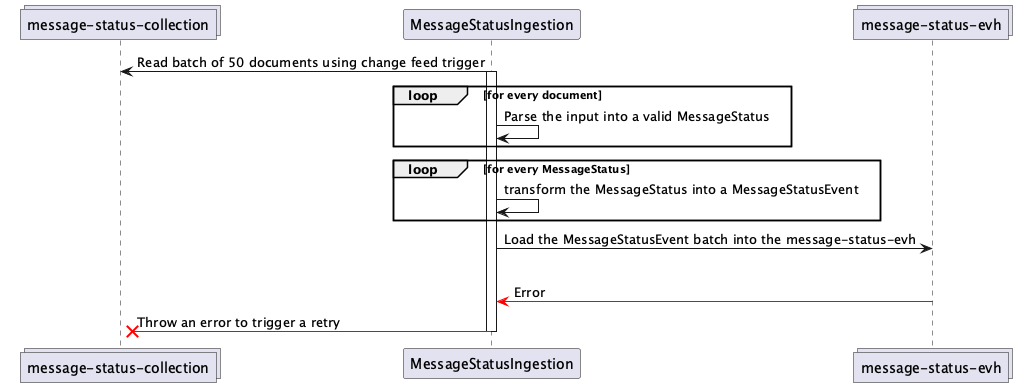 message-status-collection
MessageStatusIngestion
message-status-evh
Read batch of 50 documents using change feed trigger
loop
[for every document]
Parse the input into a valid MessageStatus
loop
[for every MessageStatus]
transform the MessageStatus into a MessageStatusEvent
Load the MessageStatusEvent batch into the message-status-evh
Error
Throw an error to trigger a retry
message-status-collection
MessageStatusIngestion
message-status-evh